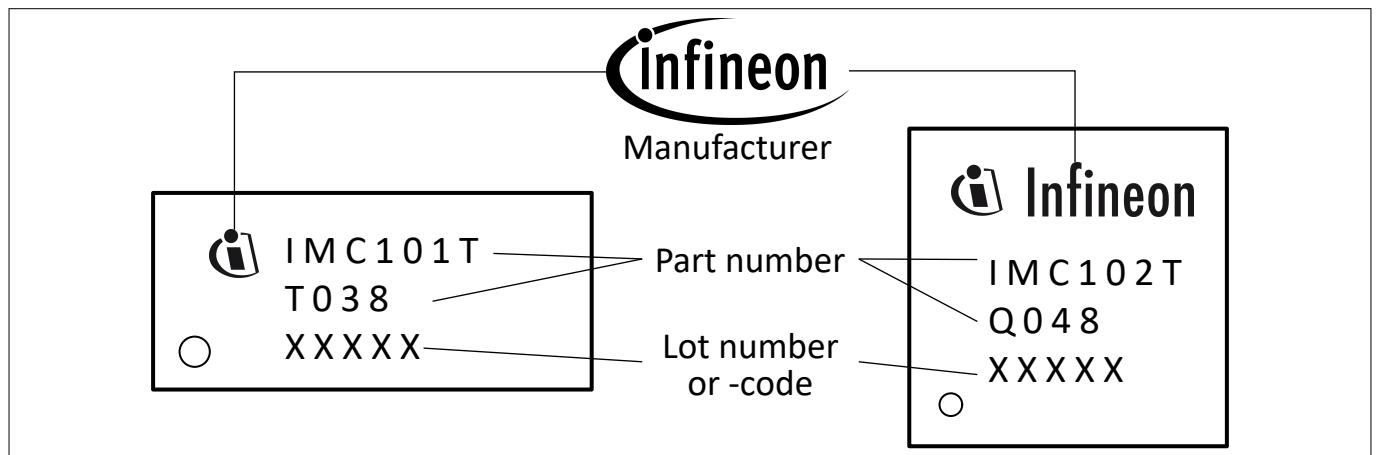 infineon
Manufacturer
IMC101T
T038
XXXXX
Part number
Lot number
or -code
Infineon
IMC102T
Q048
XXXXX